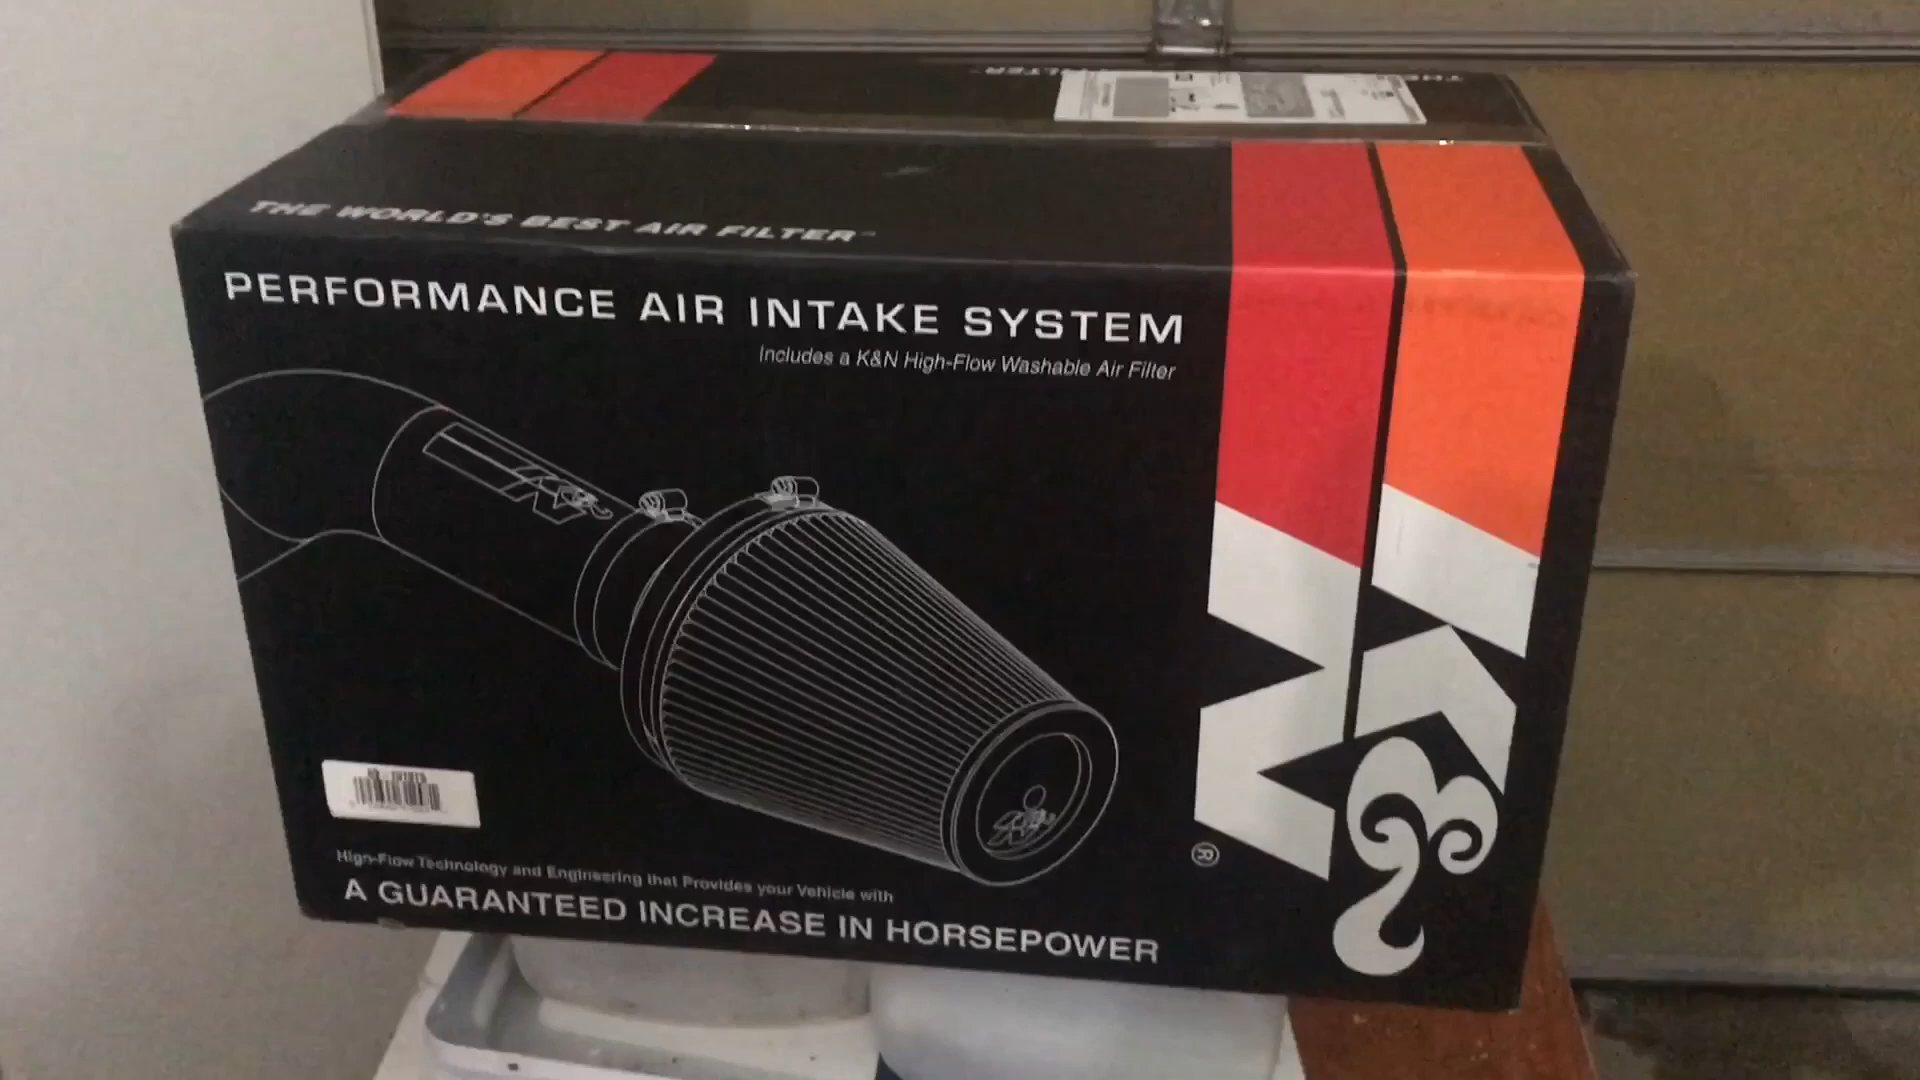 THE WORLD'S BEST AIR FILTER™
PERFORMANCE AIR INTAKE SYSTEM
Includes a K&N High-Flow Washable Air Filter
K&N®
High-Flow Technology and Engineering that Provides your Vehicle with
A GUARANTEED INCREASE IN HORSEPOWER